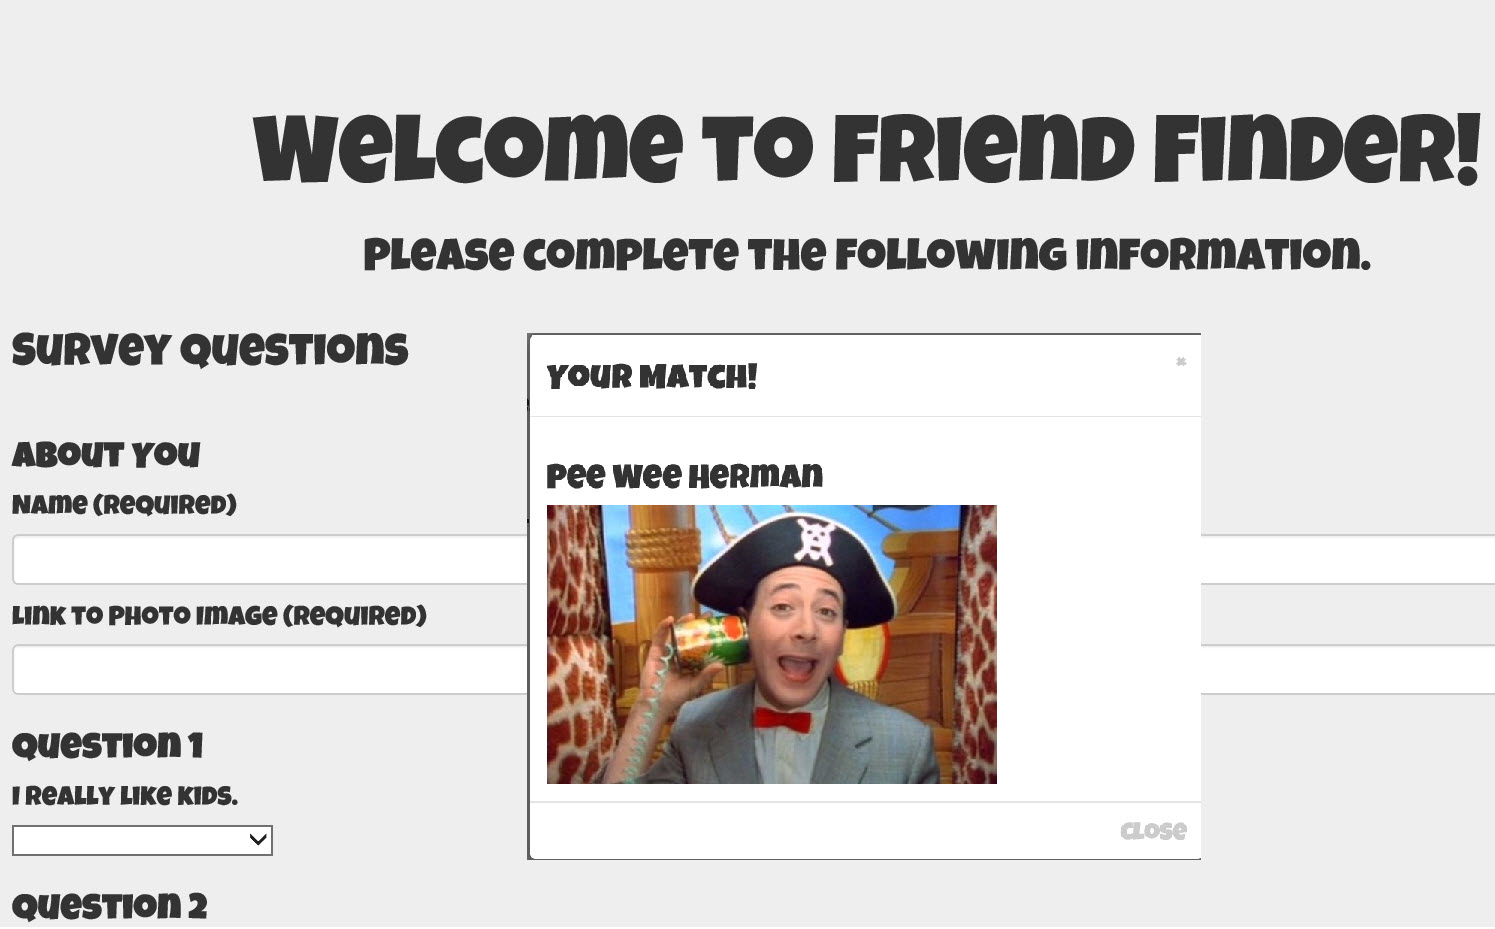 Welcome to Friend Finder!
Please complete the following information.
Survey Questions
About You
Name (Required)
Link to Photo Image (Required)
Question 1
I really like kids.
Question 2
Your Match!
×
Pee Wee Herman
Close